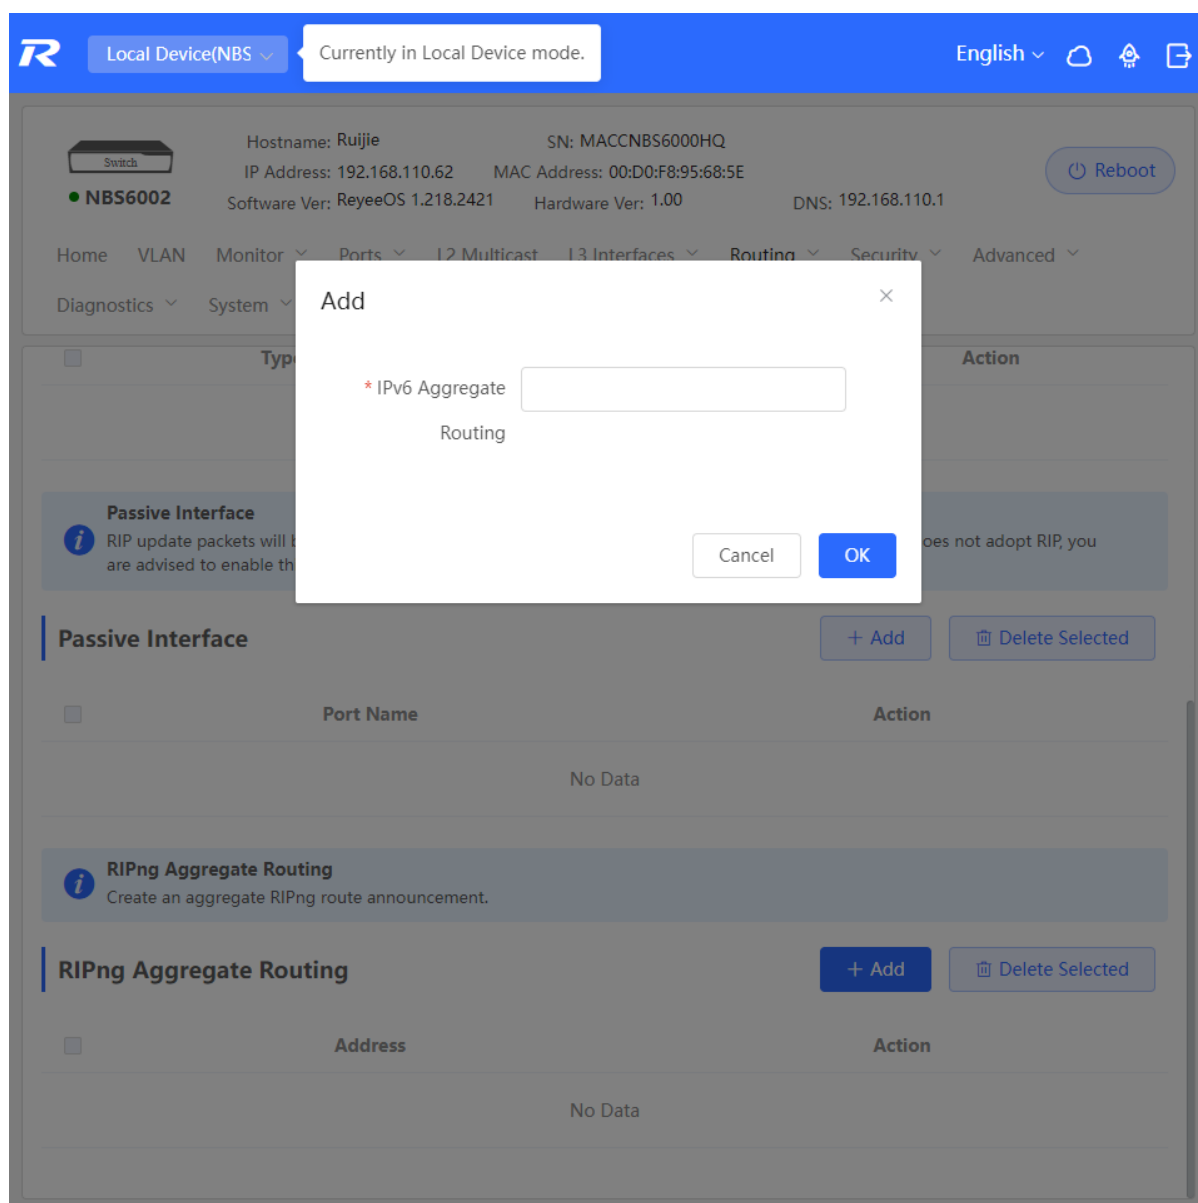 Local Device(NBS
Currently in Local Device mode.
English
Switch
NBS6002
Hostname: Ruijie
SN: MACCNBS6000HQ
IP Address: 192.168.110.62
MAC Address: 00:D0:F8:95:68:5E
Software Ver: ReyeeOS 1.218.2421
Hardware Ver: 1.00
DNS: 192.168.110.1
Reboot
Home VLAN Monitor Ports L2 Multicast L3 Interfaces Routing Security Advanced
Diagnostics System
Add
* IPv6 Aggregate
Routing
Cancel OK
Action
Passive Interface
RIP update packets will
oes not adopt RIP, you
are advised to enable
Passive Interface
+ Add
Delete Selected
Port Name Action
No Data
RIPng Aggregate Routing
Create an aggregate RIPng route announcement.
RIPng Aggregate Routing
+ Add
Delete Selected
Address Action
No Data